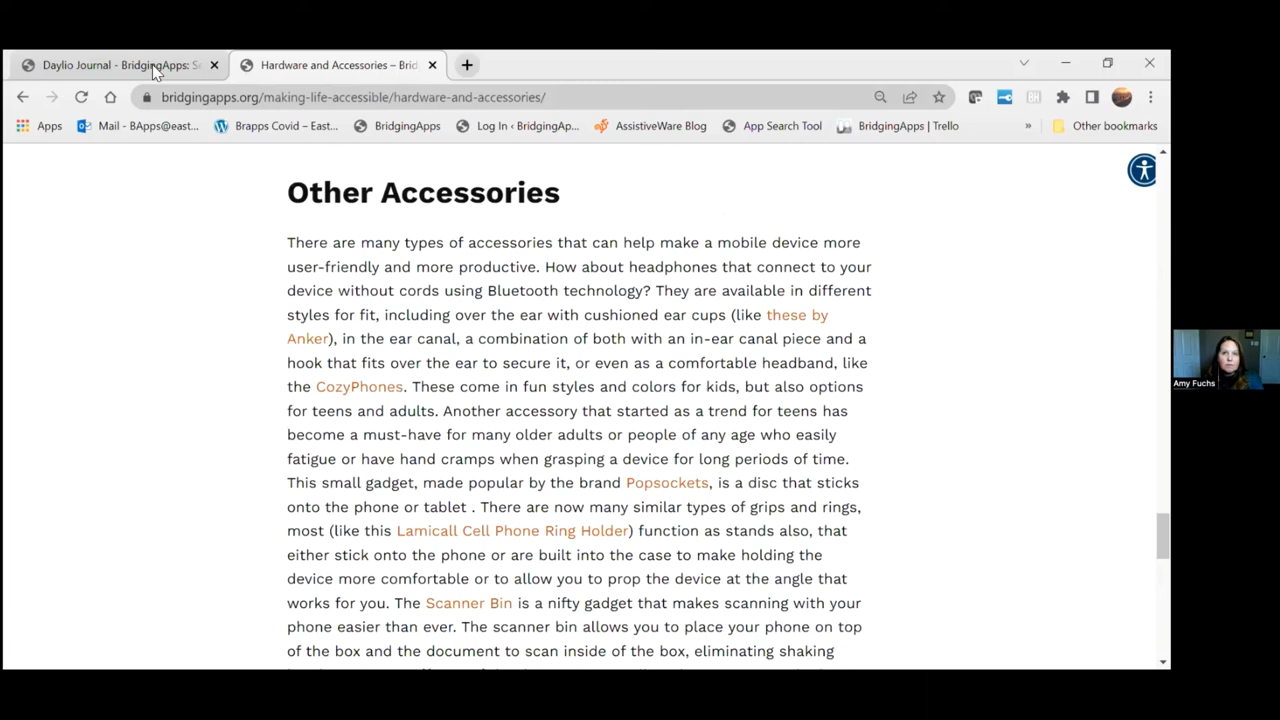 Daylio Journal - BridgingApps: Se
Hardware and Accessories – Brid
bridgingapps.org/making-life-accessible/hardware-and-accessories/
Apps
Mail - BApps@east...
Brapps Covid – East...
BridgingApps
Log In ‹ BridgingAp...
AssistiveWare Blog
App Search Tool
BridgingApps | Trello
»
Other bookmarks
Other Accessories
There are many types of accessories that can help make a mobile device more
user-friendly and more productive. How about headphones that connect to your
device without cords using Bluetooth technology? They are available in different
styles for fit, including over the ear with cushioned ear cups (like these by
Anker), in the ear canal, a combination of both with an in-ear canal piece and a
hook that fits over the ear to secure it, or even as a comfortable headband, like
the CozyPhones. These come in fun styles and colors for kids, but also options
for teens and adults. Another accessory that started as a trend for teens has
become a must-have for many older adults or people of any age who easily
fatigue or have hand cramps when grasping a device for long periods of time.
This small gadget, made popular by the brand Popsockets, is a disc that sticks
onto the phone or tablet . There are now many similar types of grips and rings,
most (like this Lamicall Cell Phone Ring Holder) function as stands also, that
either stick onto the phone or are built into the case to make holding the
device more comfortable or to allow you to prop the device at the angle that
works for you. The Scanner Bin is a nifty gadget that makes scanning with your
phone easier than ever. The scanner bin allows you to place your phone on top
of the box and the document to scan inside of the box, eliminating shaking
Amy Fuchs